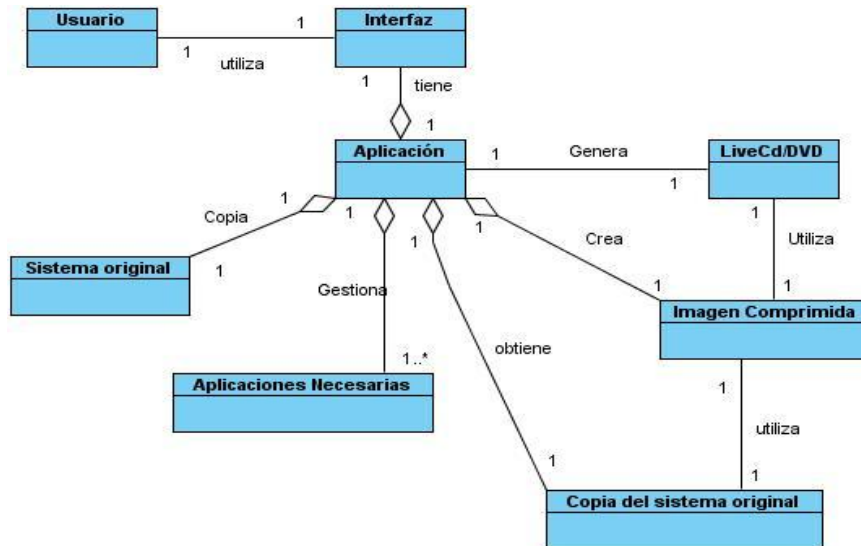 Usuario
1
Interfaz
1
utiliza
1
tiene
1
Aplicación
1
Genera
1
LiveCd/DVD
1
Copia
1
1
1
1
Crea
1
Utiliza
Sistema original
1
Gestiona
1
1
Imagen Comprimida
obtiene
1..*
Aplicaciones Necesarias
1
utiliza
1
1
Copia del sistema original